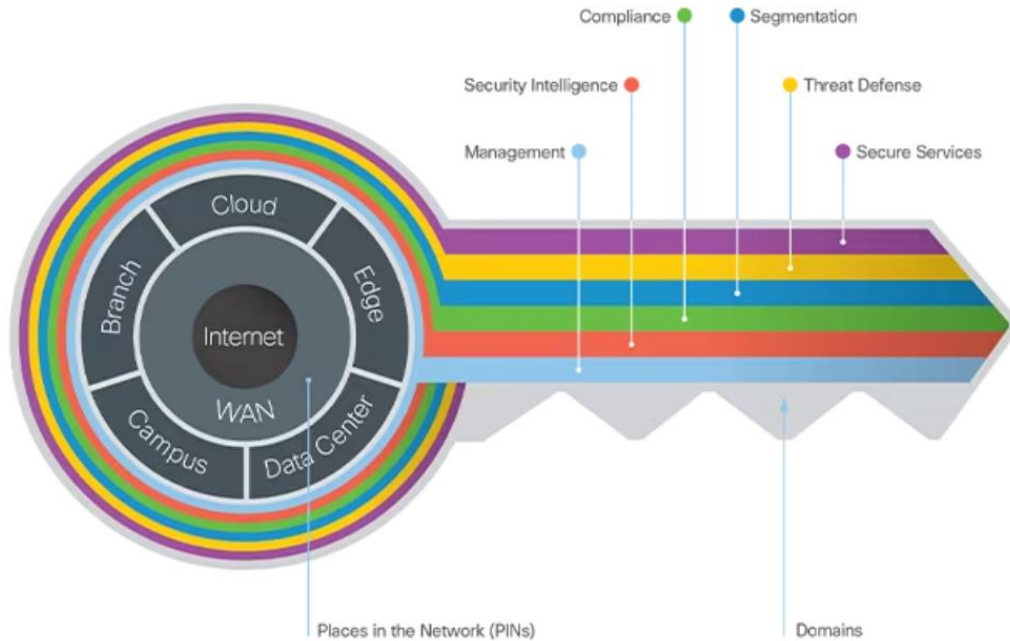 Compliance
Segmentation
Security Intelligence
Threat Defense
Management
Secure Services
Cloud
Branch
Edge
Internet
WAN
Campus
Data Center
Places in the Network (PINs)
Domains